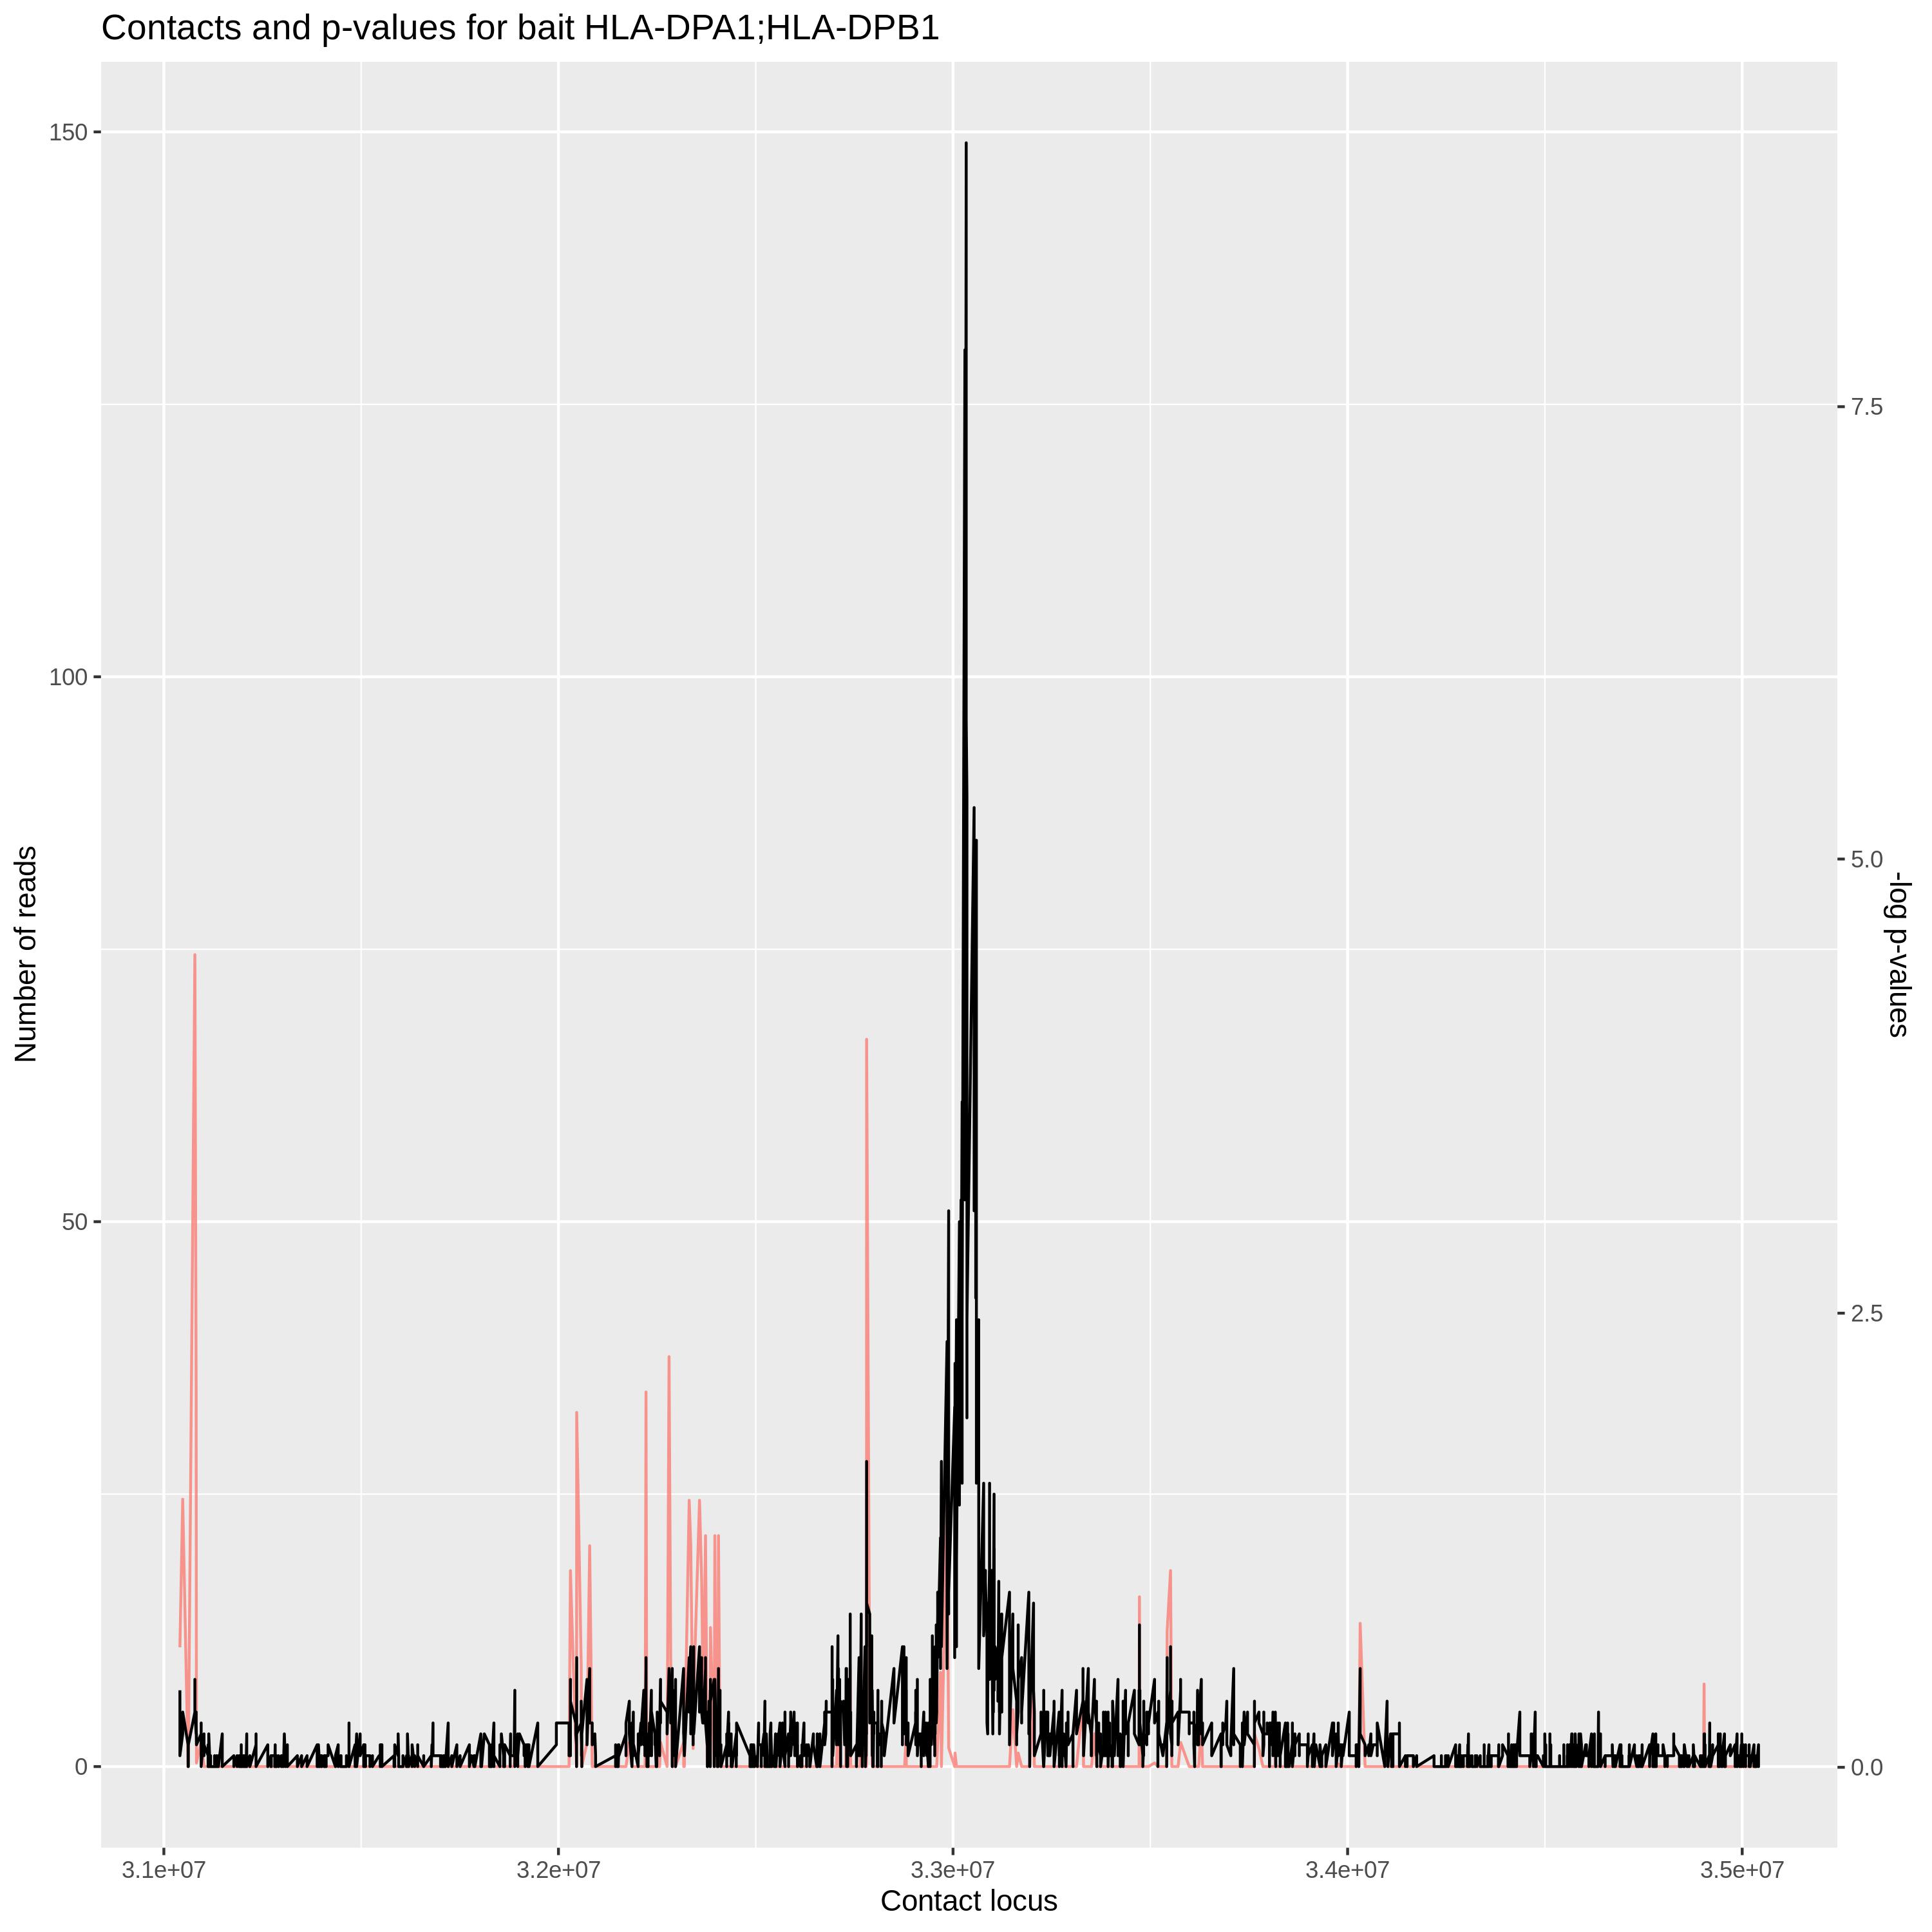 Contacts and p-values for bait HLA-DPA1;HLA-DPB1
150
100
50
0
Number of reads
7.5
5.0
2.5
0.0
-log p-values
3.1e+07
3.2e+07
3.3e+07
3.4e+07
3.5e+07
Contact locus